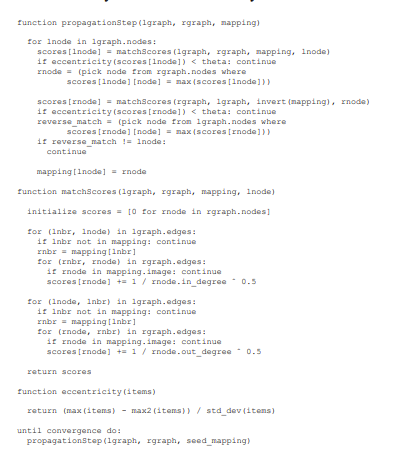 function propagationStep(lgraph, rgraph, mapping)
for lnode in lgraph.nodes:
scores[lnode] = matchScores(lgraph, rgraph, mapping, lnode)
if eccentricity(scores[lnode]) < theta: continue
rnode = (pick node from rgraph.nodes where
scores[lnode][node] = max(scores[lnode]))
scores[rnode] = matchScores(rgraph, lgraph, invert(mapping), rnode)
if eccentricity(scores[rnode]) < theta: continue
reverse_match = (pick node from lgraph.nodes where
scores[rnode][node] = max(scores[rnode]))
if reverse_match != lnode:
continue
mapping[lnode] = rnode
function matchScores(lgraph, rgraph, mapping, lnode)
initialize scores = [0 for rnode in rgraph.nodes]
for (lnbr, lnode) in lgraph.edges:
if lnbr not in mapping: continue
rnbr = mapping[lnbr]
for (rnbr, rnode) in rgraph.edges:
if rnode in mapping.image: continue
scores[rnode] += 1 / rnode.in_degree ^ 0.5
for (lnode, lnbr) in lgraph.edges:
if lnbr not in mapping: continue
rnbr = mapping[lnbr]
for (rnode, rnbr) in rgraph.edges:
if rnode in mapping.image: continue
scores[rnode] += 1 / rnode.out_degree ^ 0.5
return scores
function eccentricity(items)
return (max(items) - max2(items)) / std_dev(items)
until convergence do:
propagationStep(lgraph, rgraph, seed_mapping)